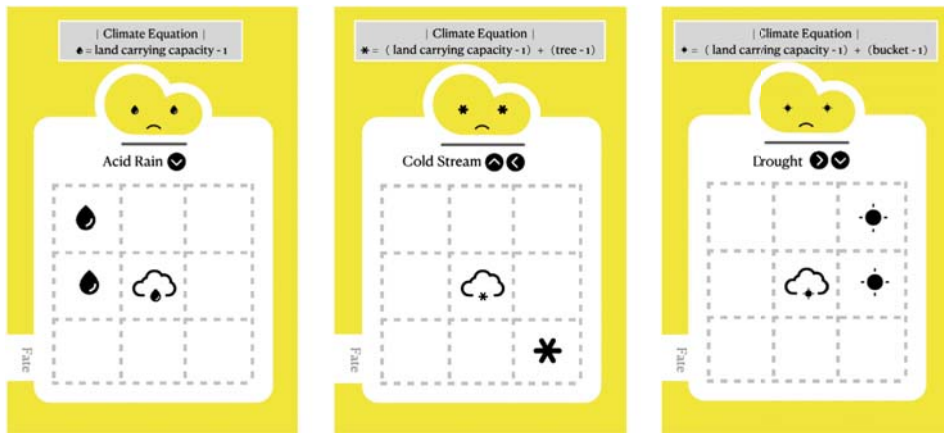 | Climate Equation |
= land carrying capacity - 1
Acid Rain
Fate
| Climate Equation |
= ( land carrying capacity - 1) + (tree - 1)
Cold Stream
Fate
| Climate Equation |
= ( land carrying capacity - 1) + (bucket - 1)
Drought
Fate